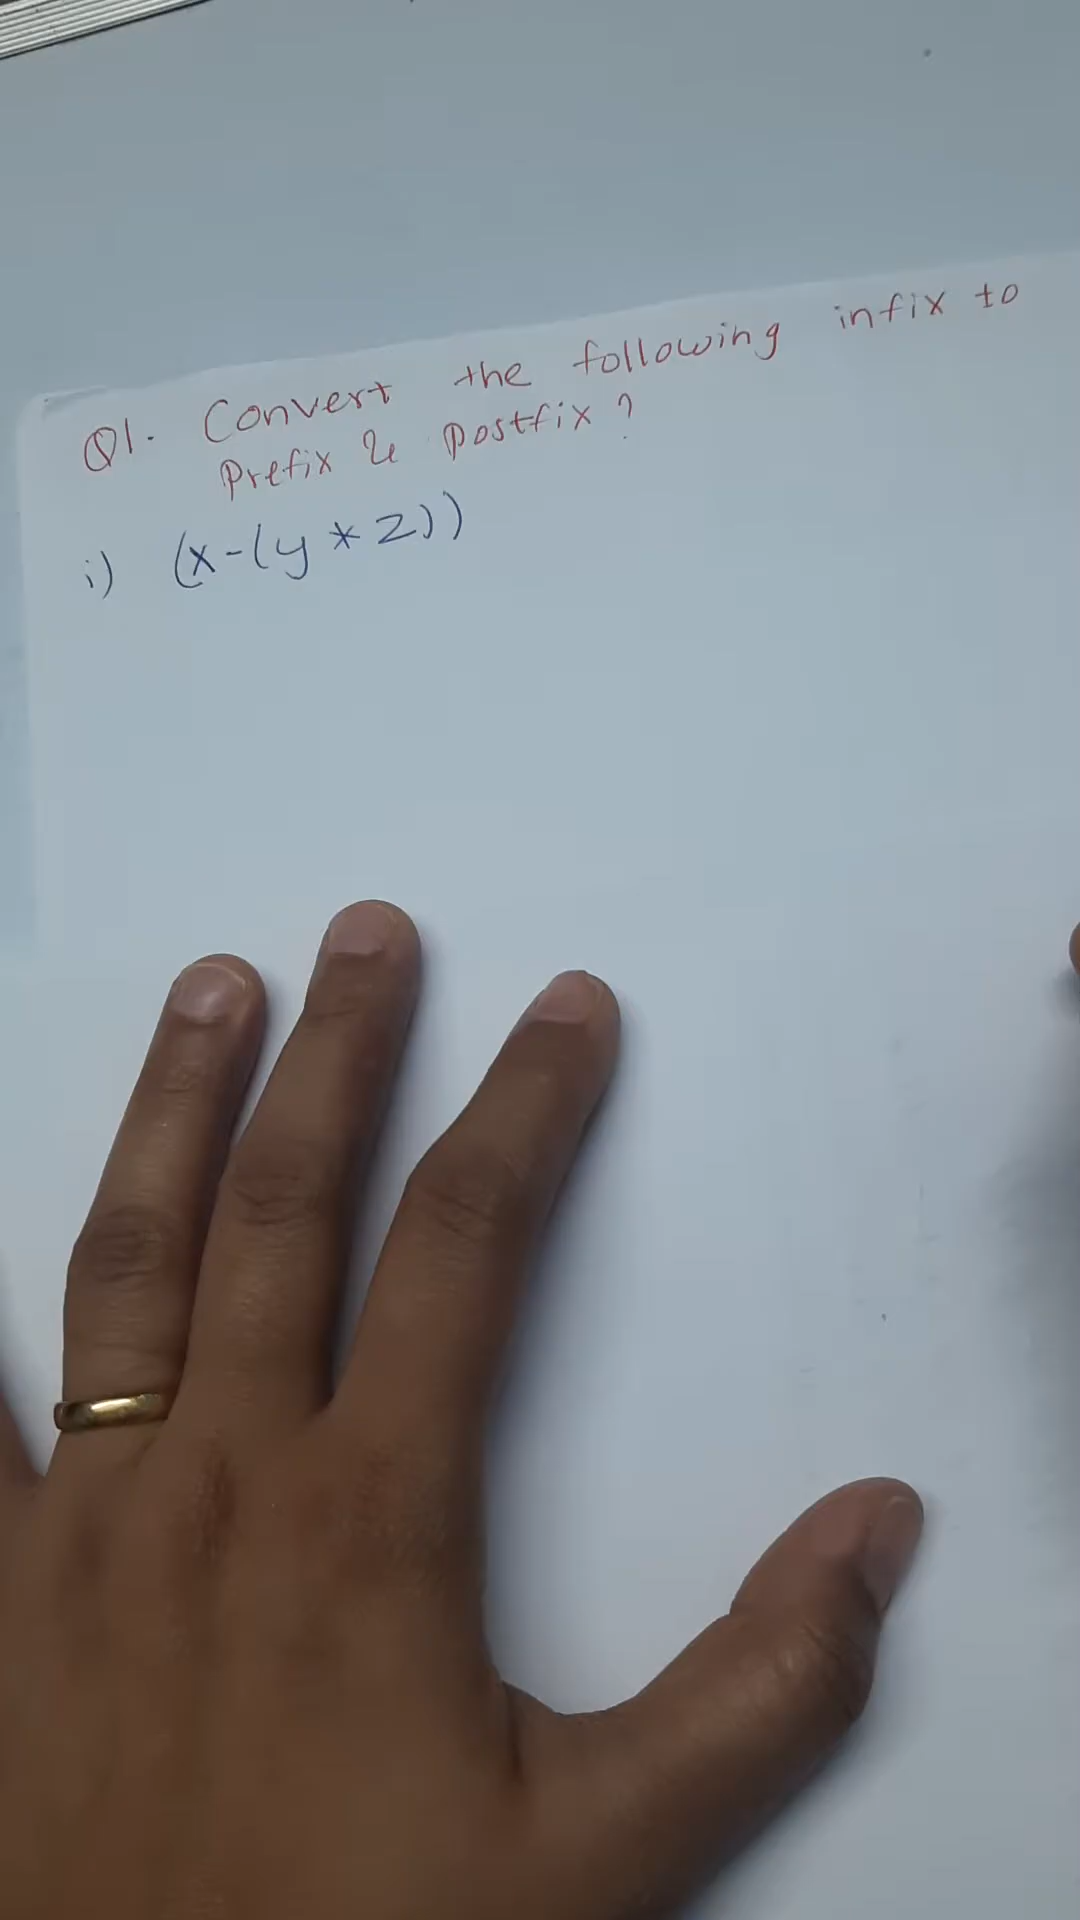 Q1. Convert the following infix to
Prefix & Postfix?
i) (x-(y*z))